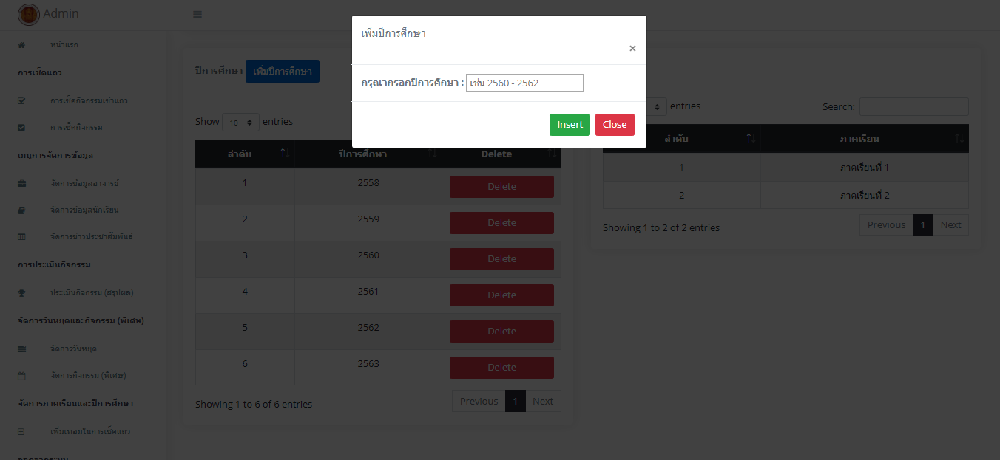 Admin
หน้าแรก
การเช็คแถว
การเช็คกิจกรรมเข้าแถว
การเช็คกิจกรรม
เมนูการจัดการข้อมูล
จัดการข้อมูลอาจารย์
จัดการข้อมูลนักเรียน
จัดการข่าวประชาสัมพันธ์
การประเมินกิจกรรม
ประเมินกิจกรรม (สรุปผล)
จัดการวันหยุดและกิจกรรม (พิเศษ)
จัดการวันหยุด
จัดการกิจกรรม (พิเศษ)
จัดการภาคเรียนและปีการศึกษา
เพิ่มเทอมในการเช็คแถว
ออกจากระบบ
เพิ่มปีการศึกษา
×
กรุณากรอกปีการศึกษา : เช่น 2560 - 2562
Insert Close
ปีการศึกษา เพิ่มปีการศึกษา
Show 10 entries
ลำดับ ปีการศึกษา Delete
1 2558 Delete
2 2559 Delete
3 2560 Delete
4 2561 Delete
5 2562 Delete
6 2563 Delete
Showing 1 to 6 of 6 entries Previous 1 Next
entries Search:
ลำดับ ภาคเรียน
1 ภาคเรียนที่ 1
2 ภาคเรียนที่ 2
Showing 1 to 2 of 2 entries Previous 1 Next